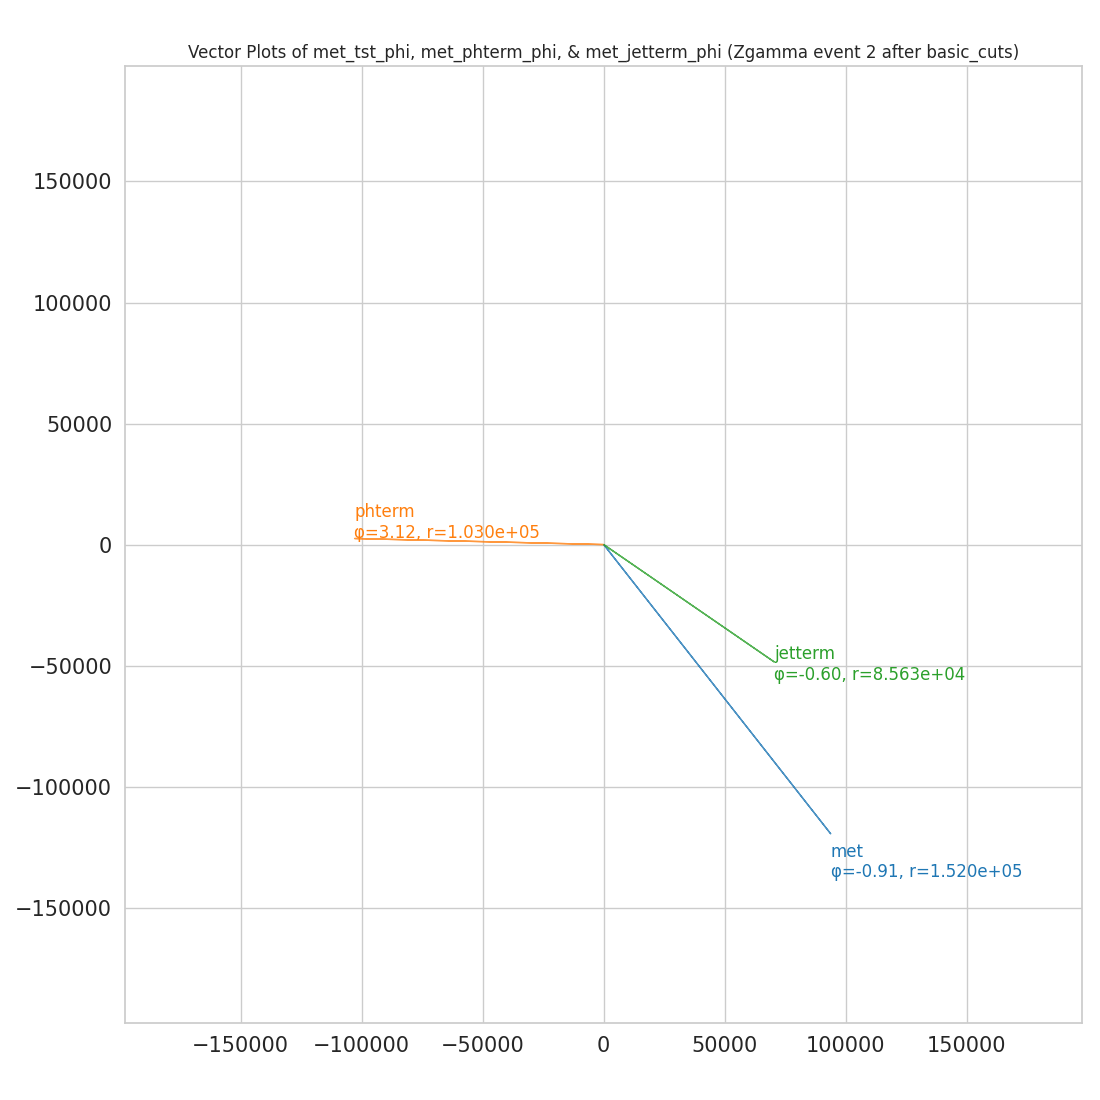 Vector Plots of met_tst_phi, met_phterm_phi, & met_jetterm_phi (Zgamma event 2 after basic_cuts)
150000
100000
50000
phterm
φ=3.12, r=1.030e+05
0
jetterm
−50000
φ=-0.60, r=8.563e+04
−100000
met
φ=-0.91, r=1.520e+05
−150000
−150000 −100000 −50000 0 50000 100000 150000